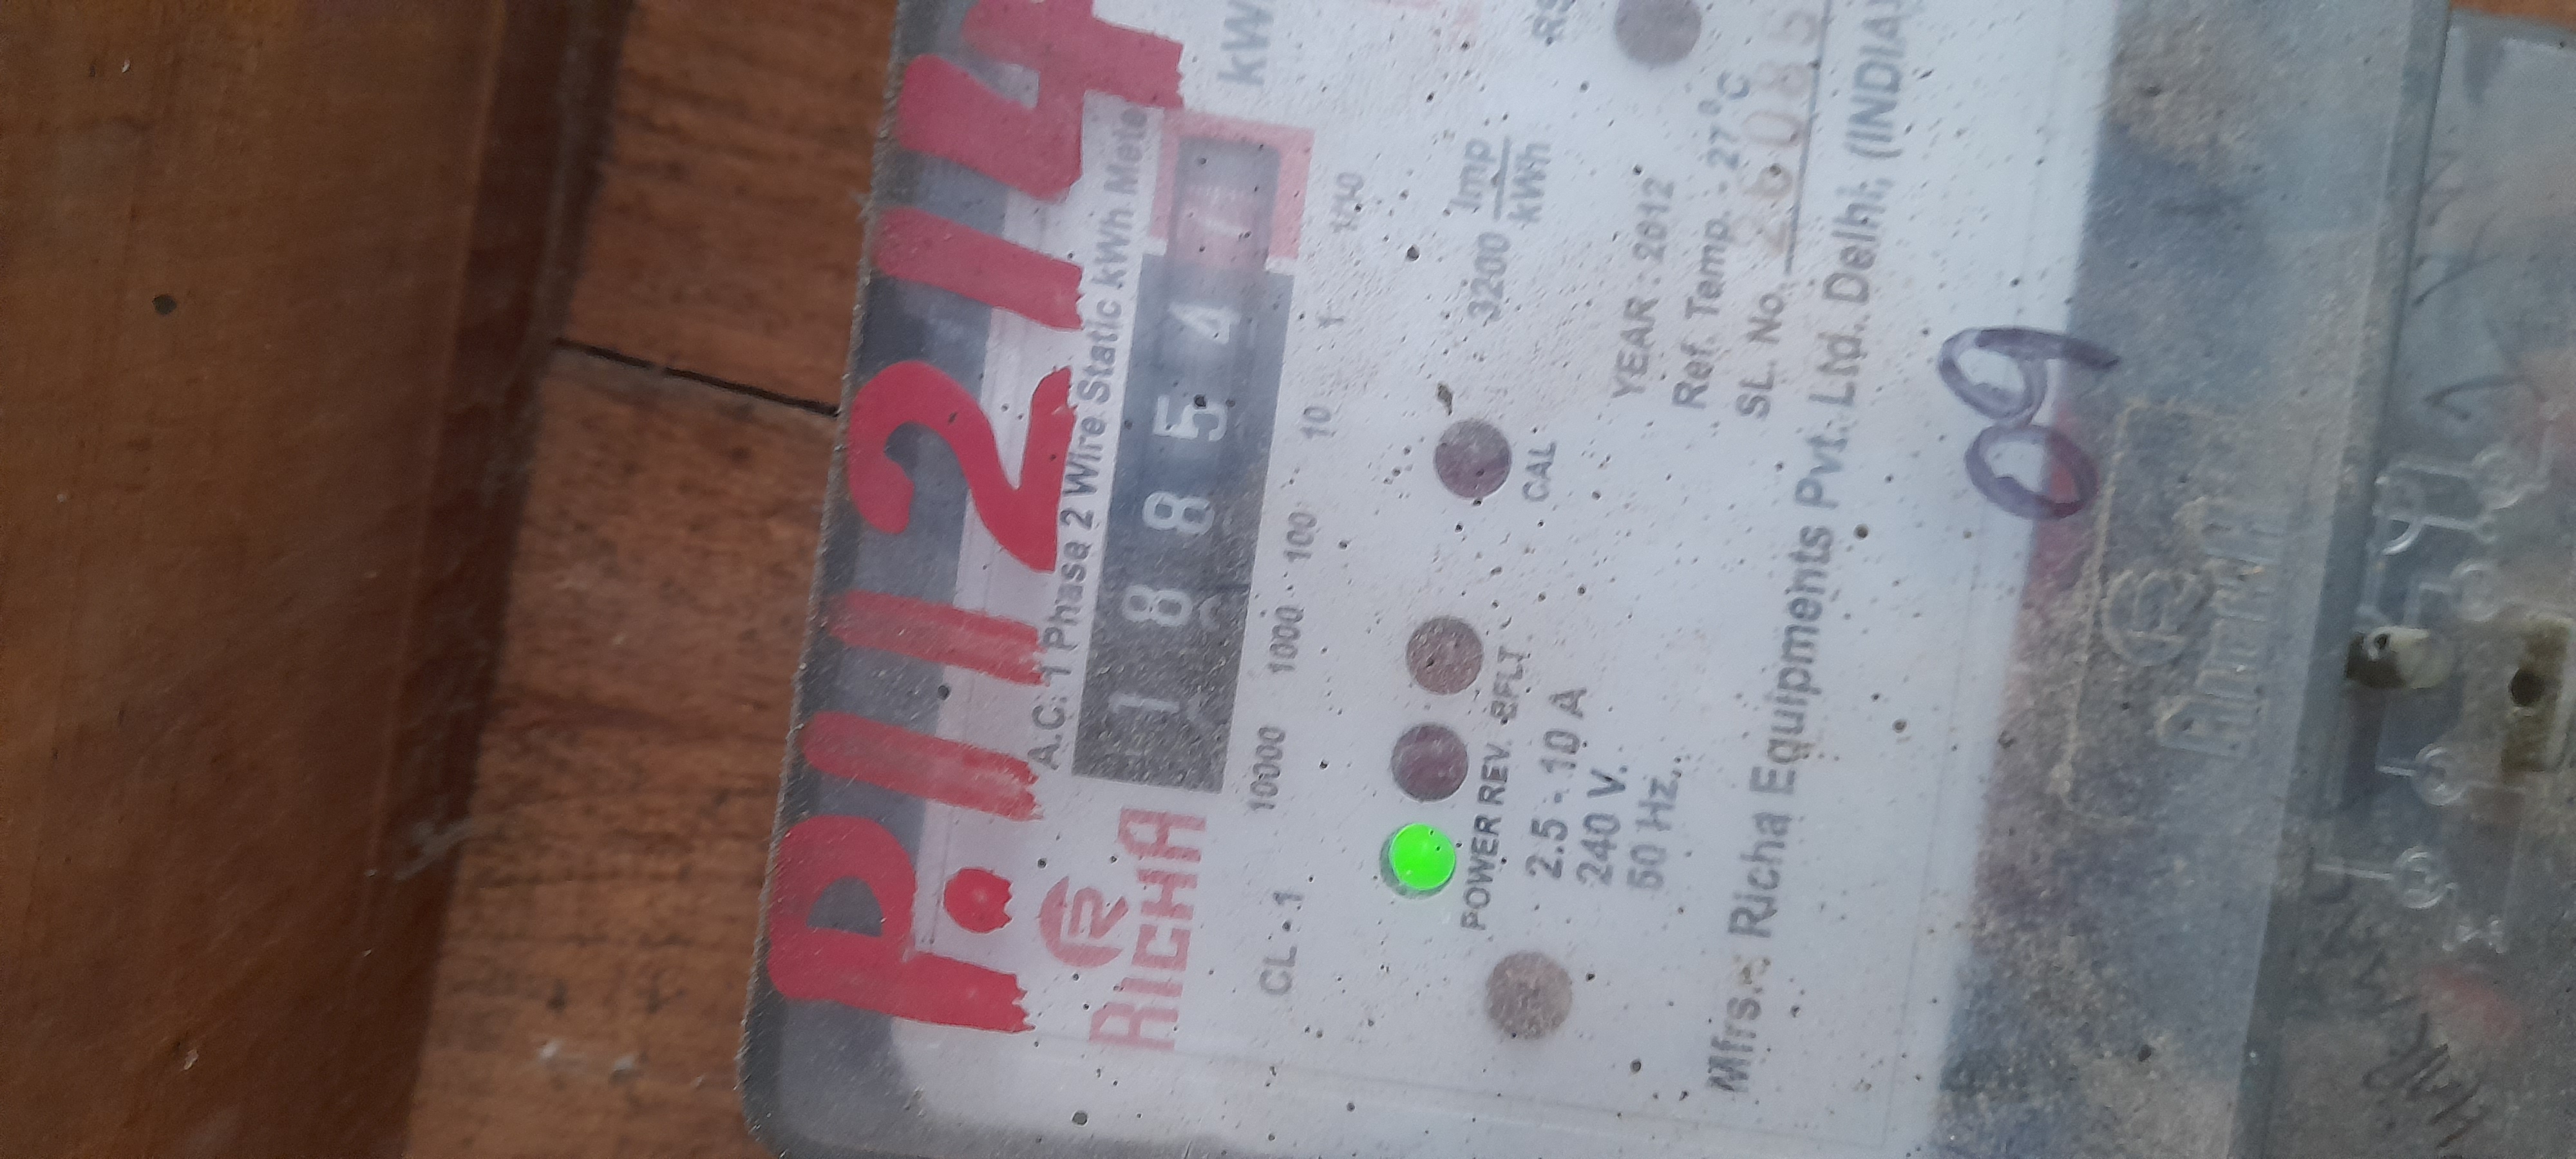 P.11214
A.C. 1 Phase 2 Wire Static kWh Mete
RICHA
1 8 8 5 4
kW
10000 1000 100 10 1 1/10
CL. 1
3200 Imp
kWh
POWER REV. EFLT CAL
2.5 - 10 A
240 V.
50 Hz.
YEAR : 2012
Ref. Temp. - 27°C
SL. No.
Mfrs.: Richa Equipments Pvt. Ltd. Delhi, (INDIA
09